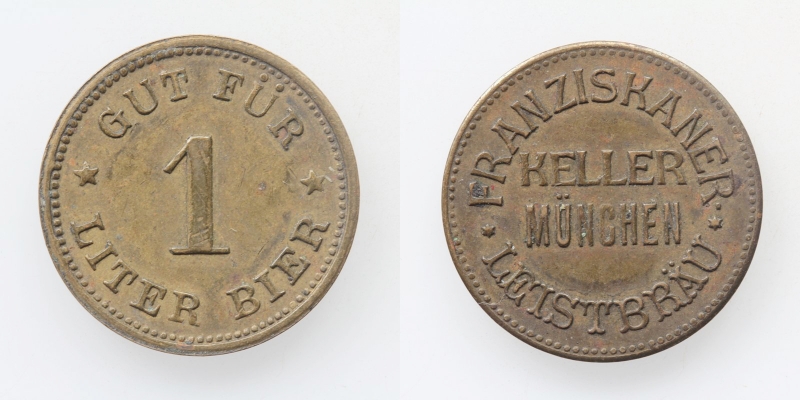 GUT FÜR
1
LITER BIER
FRANZISKANER-
KELLER
MÜNCHEN
LEISTBRÄU